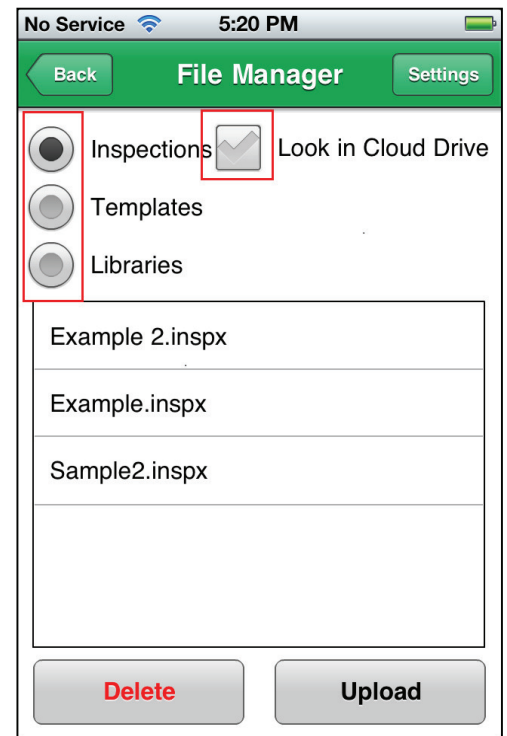 No Service 5:20 PM
Back File Manager Settings
Inspections Look in Cloud Drive
Templates
Libraries
Example 2.inspx
Example.inspx
Sample2.inspx
Delete Upload